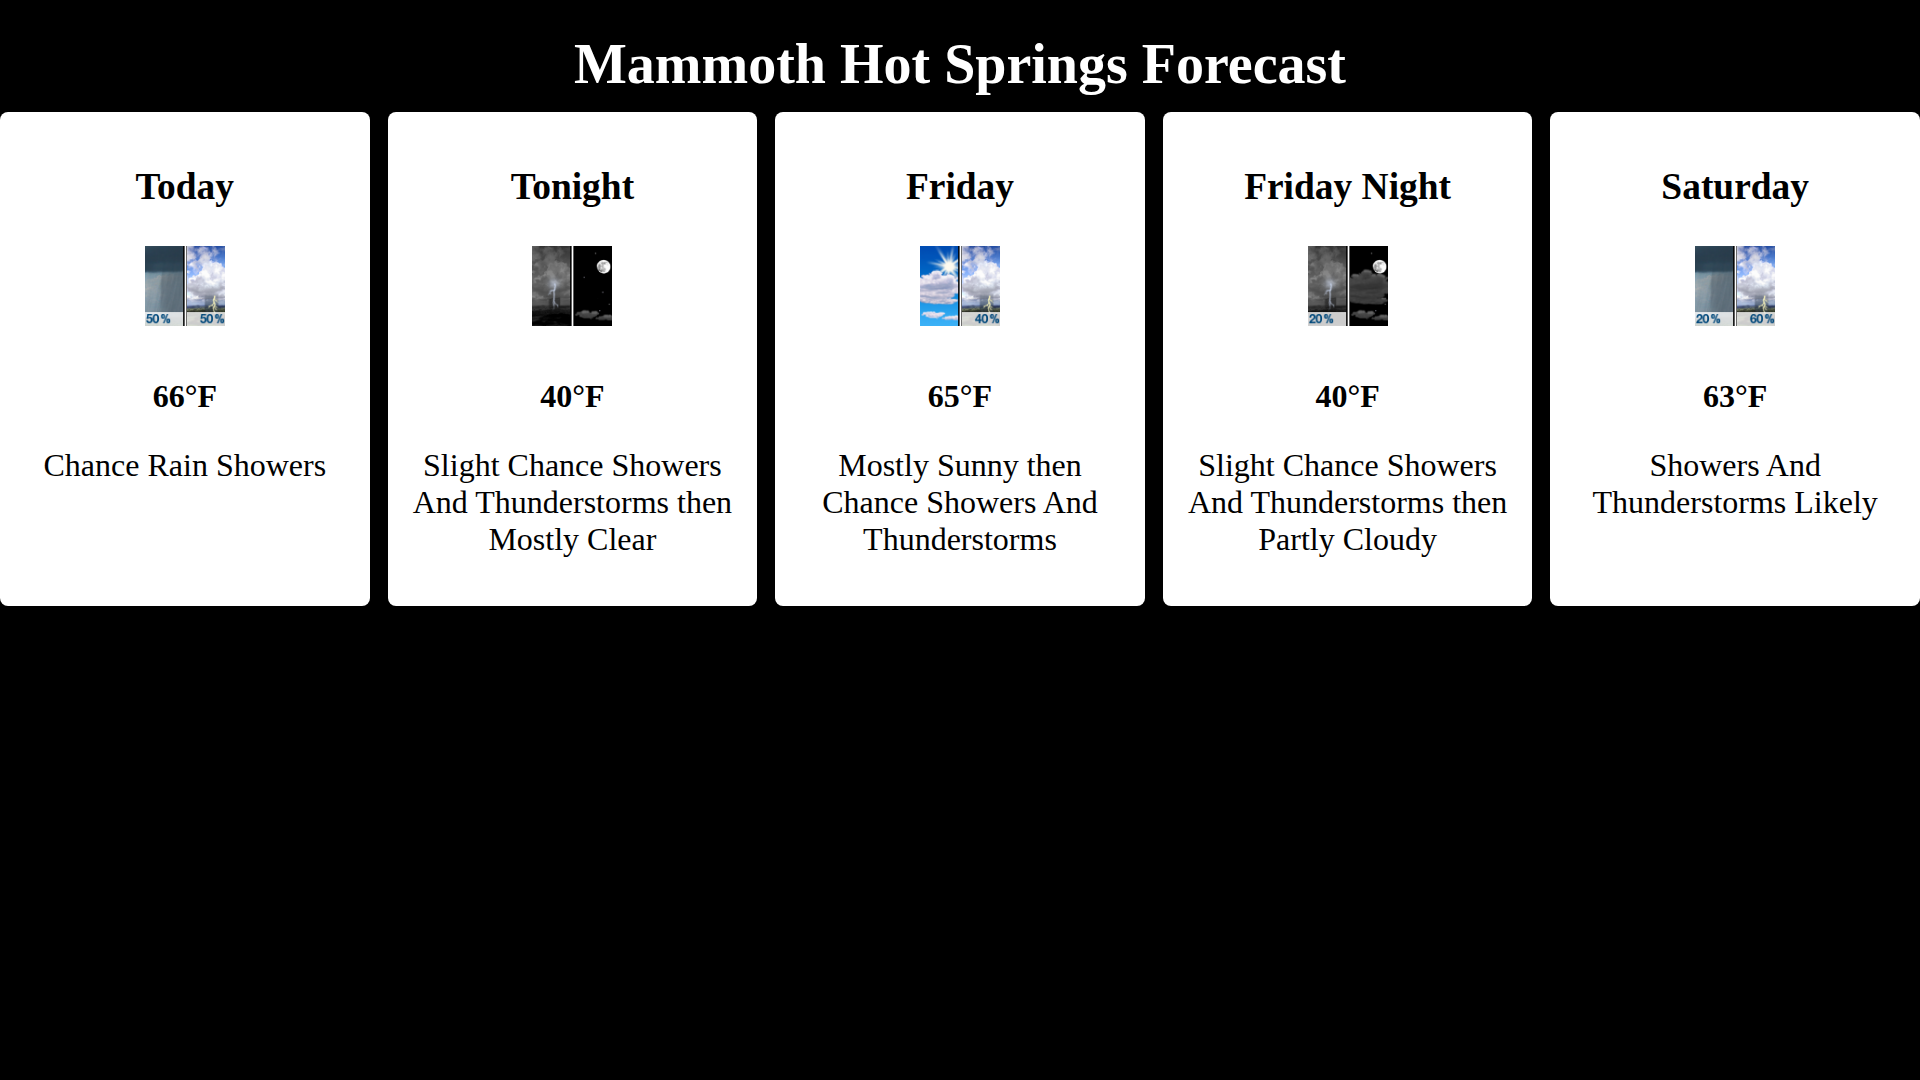 Mammoth Hot Springs Forecast
Today
50% 50%
66°F
Chance Rain Showers
Tonight
40°F
Slight Chance Showers
And Thunderstorms then
Mostly Clear
Friday
40%
65°F
Mostly Sunny then
Chance Showers And
Thunderstorms
Friday Night
20%
40°F
Slight Chance Showers
And Thunderstorms then
Partly Cloudy
Saturday
20% 60%
63°F
Showers And
Thunderstorms Likely